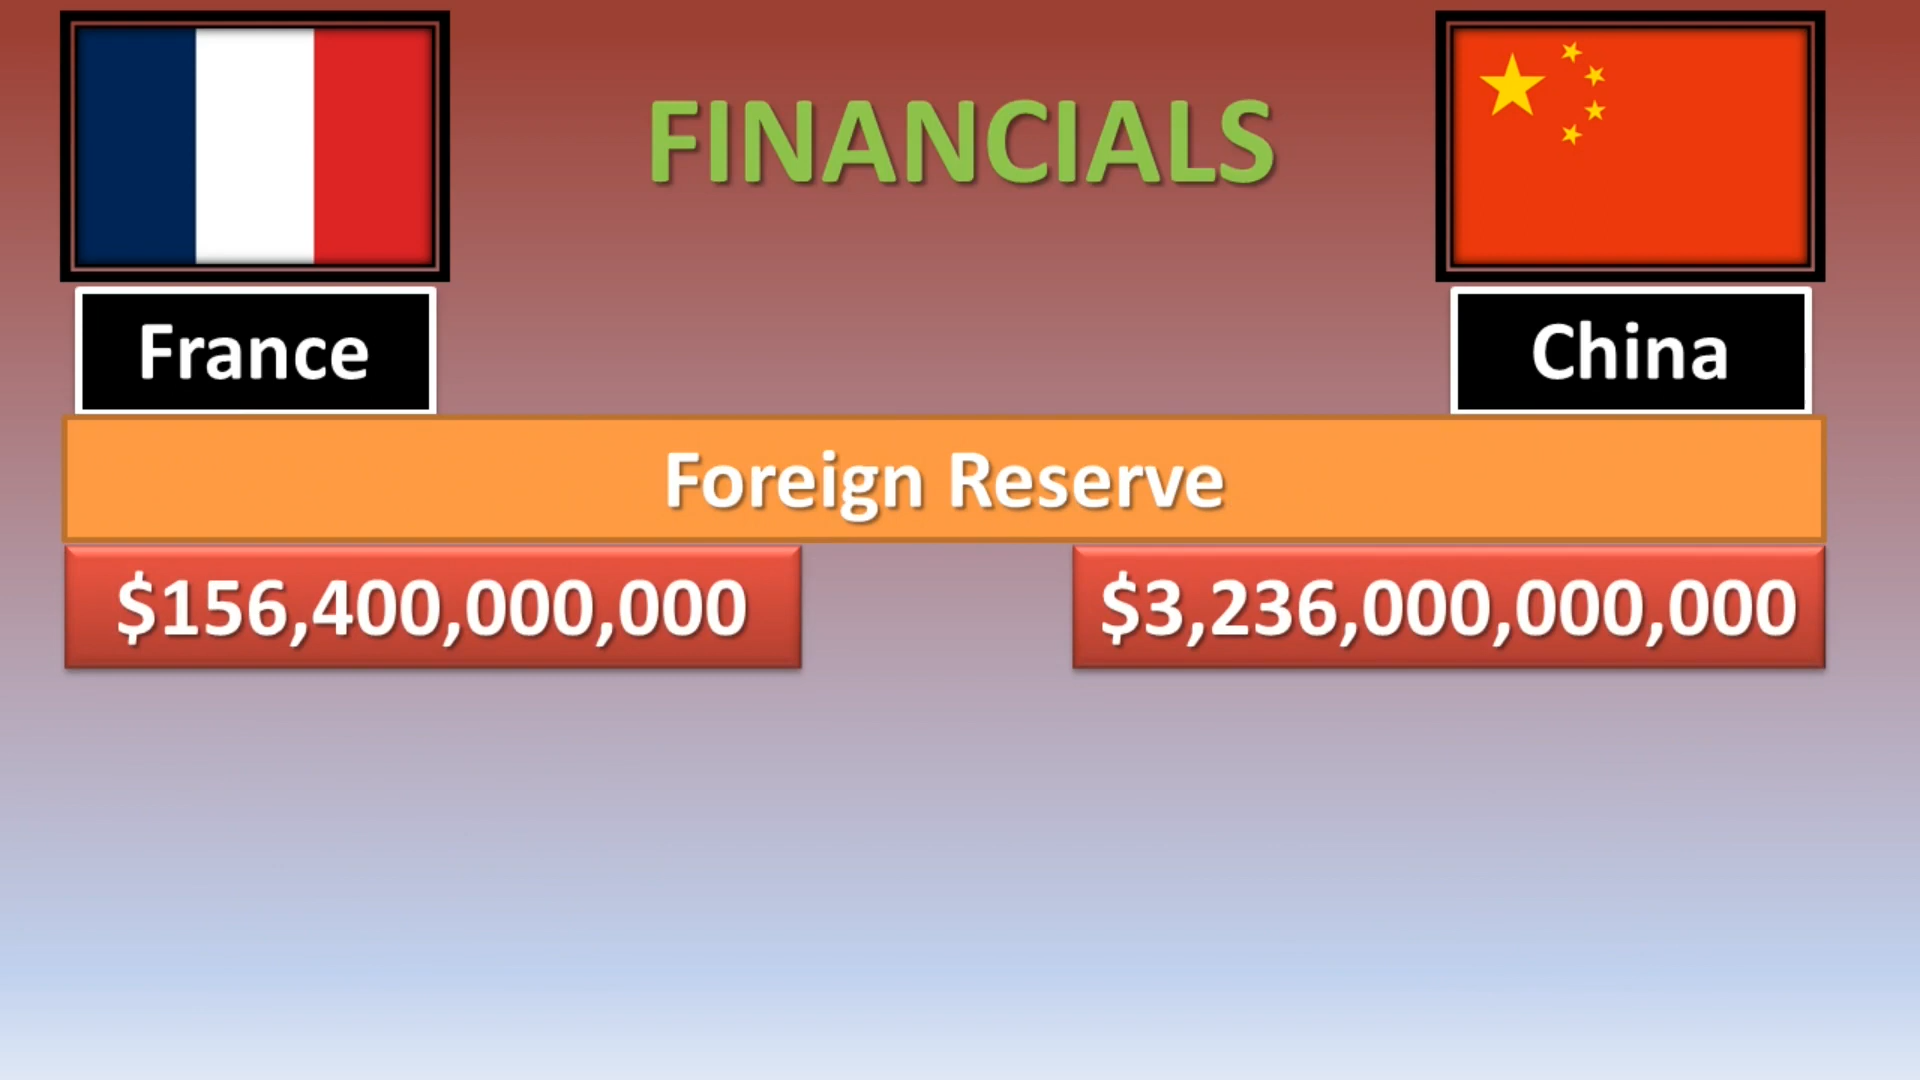 FINANCIALS
France
China
Foreign Reserve
$156,400,000,000
$3,236,000,000,000